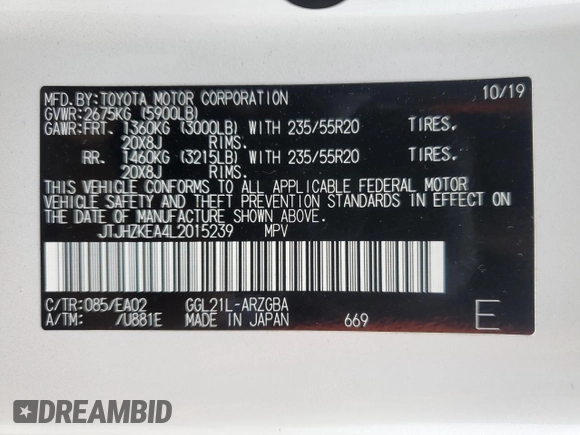 MFD.BY:TOYOTA MOTOR CORPORATION 10/19
GVWR:2675KG (5900LB)
GAWR:FRT. 1360KG (3000LB) WITH 235/55R20 TIRES.
20X8J RIMS.
RR. 1460KG (3215LB) WITH 235/55R20 TIRES.
20X8J RIMS.
THIS VEHICLE CONFORMS TO ALL APPLICABLE FEDERAL MOTOR
VEHICLE SAFETY AND BUMPER STANDARDS IN EFFECT ON
THE DATE OF MANUFACTURE SHOWN ABOVE.
JTJHZKEA4L2015239 MPV
C/TR:085/EA02 GGL21L-ARZGBA
A/TM: /U881E MADE IN JAPAN 669 E
DREAMBID